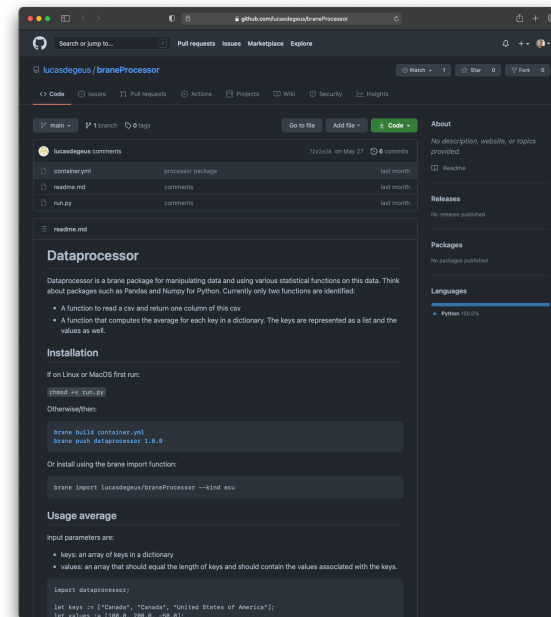 github.com/lucasdegeus/braneProcessor
Search or jump to...
/
Pull requests Issues Marketplace Explore
lucasdegeus / braneProcessor
Watch 1 Star 0 Fork 0
Code Issues Pull requests Actions Projects Wiki Security Insights
main 1 branch 0 tags Go to file Add file Code
lucasdegeus comments 72a2e28 on May 27 6 commits
container.yml processor package last month
readme.md comments last month
run.py comments last month
readme.md
Dataprocessor
Dataprocessor is a brane package for manipulating data and using various statistical functions on this data. Think
about packages such as Pandas and Numpy for Python. Currently only two functions are identified:
• A function to read a csv and return one column of this csv
• A function that computes the average for each key in a dictionary. The keys are represented as a list and the
values as well.
Installation
If on Linux or MacOS first run:
chmod +x run.py
Otherwise/then:
brane build container.yml
brane push dataprocessor 1.0.0
Or install using the brane import function:
brane import lucasdegeus/braneProcessor --kind ecu
Usage average
Input parameters are:
• keys: an array of keys in a dictionary
• values: an array that should equal the length of keys and should contain the values associated with the keys.
import dataprocessor;
let keys := ["Canada", "Canada", "United States of America"];
let values := [100.0, 200.0, -50.0];
About
No description, website, or topics
provided.
Readme
Releases
No releases published
Packages
No packages published
Languages
Python 100.0%